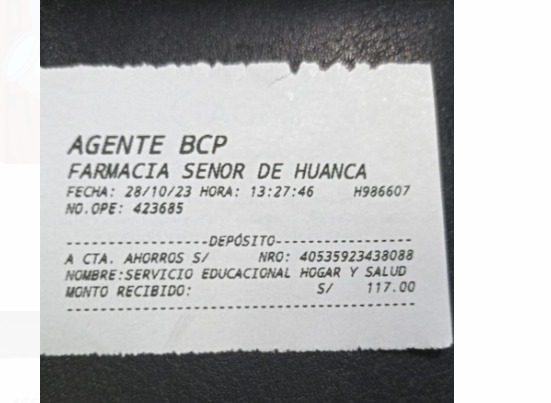 AGENTE BCP
FARMACIA SENOR DE HUANCA
FECHA: 28/10/23 HORA: 13:27:46 H986607
NO.OPE: 423685
-----------------DEPÓSITO-----------------
A CTA. AHORROS S/ NRO: 40535923438088
NOMBRE:SERVICIO EDUCACIONAL HOGAR Y SALUD
MONTO RECIBIDO: S/ 117.00
------------------------------------------